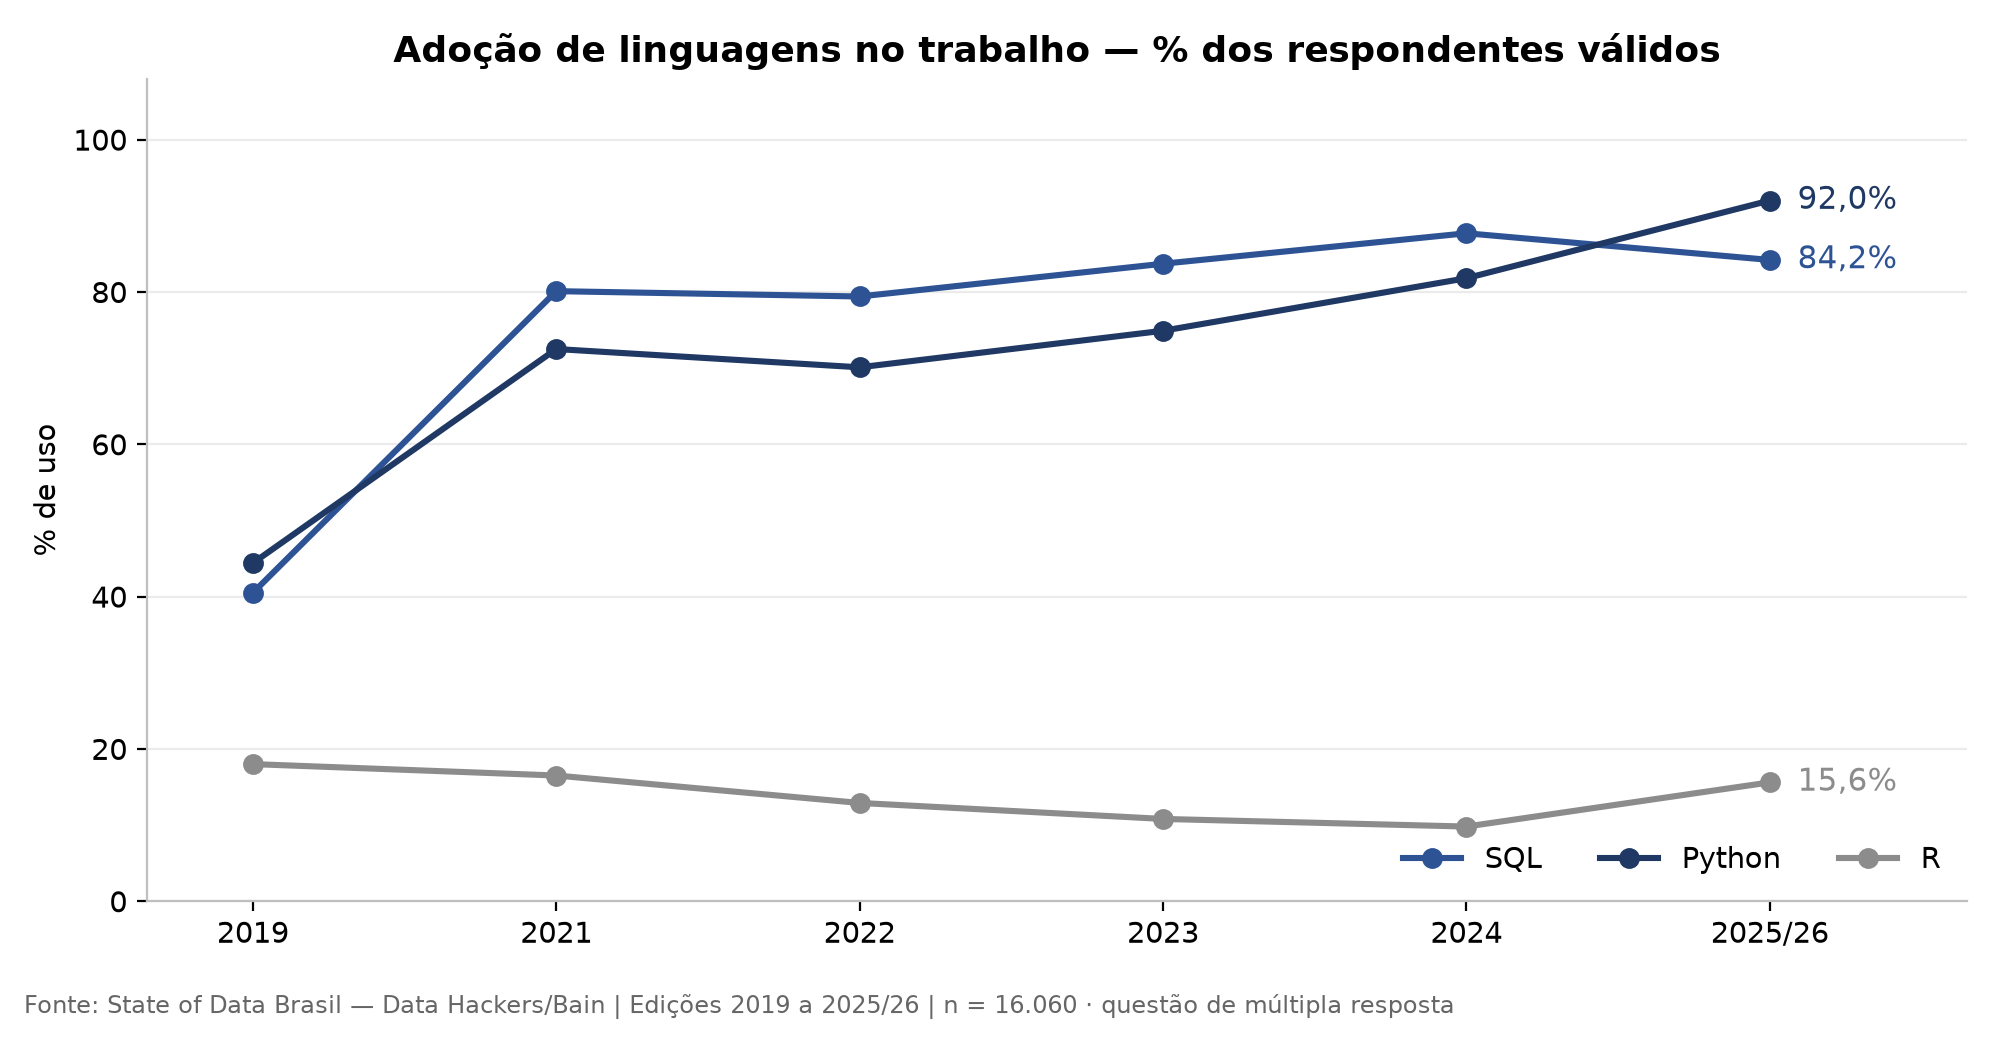 Adoção de linguagens no trabalho — % dos respondentes válidos
100
80
60
40
20
0
% de uso
92,0%
84,2%
15,6%
SQL
Python
R
2019
2021
2022
2023
2024
2025/26
Fonte: State of Data Brasil — Data Hackers/Bain | Edições 2019 a 2025/26 | n = 16.060 · questão de múltipla resposta